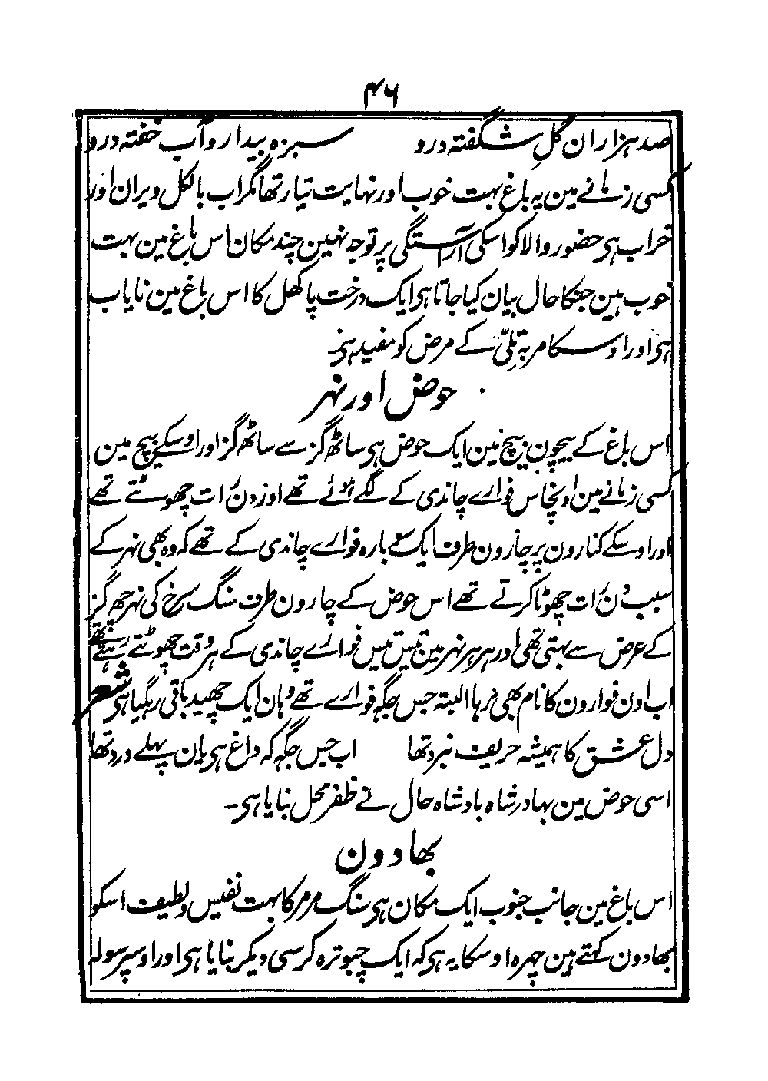 ۴۶
صد ہزاران گلِ شگفتہ درو سبزہ بیدار و آب خفتہ درو
کسی زمانے مین یہ باغ بہت خوب اور نہایت تیار تھا مگر اب بالکل ویران اور
خراب ہی حضور والا کو اسکی آراستگی پر توجہ نہین چند مکان اس باغ مین بہت
خوب ہین جنکا حال بیان کیا جاتا ہی ایک درخت پاکھل کا اس باغ مین نایاب
ہی اور اوسکا مربہ تِلّی کے مرض کو مفید ہی۔
حوض اور نہر
اس باغ کے بیچون بیچ مین ایک حوض ہی ساٹھ گز سے ساٹھ گز اور اوسکے بیچ مین
کسی زمانے مین اونچاس فوارے چاندی کے لگے ہوئے تھے اور دن رات چھوٹتے تھے
اور اوسکے کنارون پر چارون طرف ایک سَے بارہ فوارے چاندی کے تھے کہ وہ بھی نہر کے
سبب دن رات چھوٹا کرتے تھے اس حوض کے چارون طرف سنگ سرخ کی نہر چھ گز
کے عرض سے بہتی تھی اور ہر ہر نہر مین تیس تیس فوارے چاندی کے ہر وقت چھوٹتے رہتے تھے
اب اون فوارون کا نام بھی نرہا البتہ جس جگہ فوارے تھے وہان ایک چھید باقی رہگیا ہی شعر
دل عشق کا ہمیشہ حریف نبرد تھا اب جس جگہ کہ داغ ہی یان پہلے درد تھا
اسی حوض مین بہادر شاہ بادشاہ حال نے ظفر محل بنایا ہی۔
بھادون
اس باغ مین جانب جنوب ایک مکان ہی سنگ مرمر کا بہت نفیس و لطیف اسکو
بھادون کہتے ہین چہرہ اوسکا یہ ہی کہ ایک چبوترہ کرسی دیکر بنایا ہی اور اوسپر سولہ